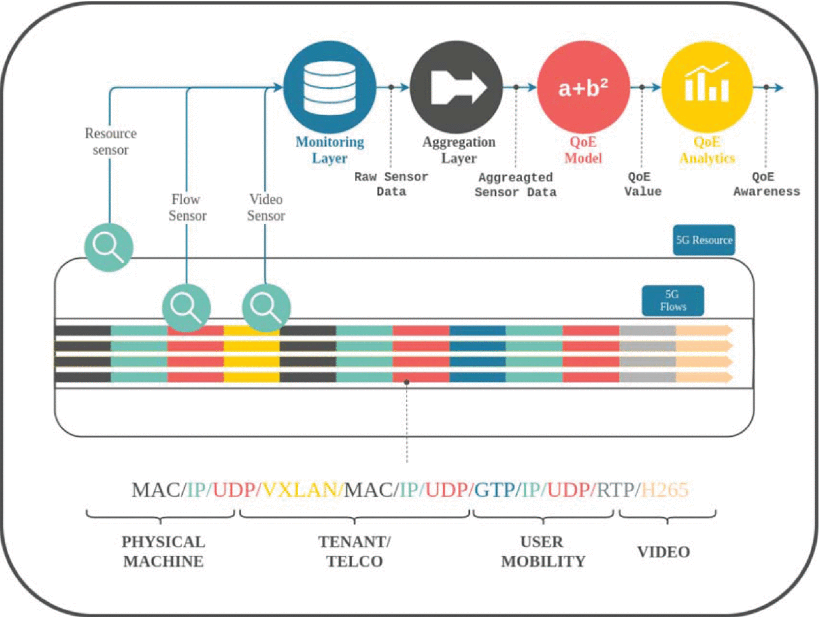 a+b²
Monitoring
Layer
Aggregation
Layer
QoE
Model
QoE
Analytics
Resource
sensor
Raw Sensor
Data
Aggreagted
Sensor Data
QoE
Value
QoE
Awareness
Flow
Sensor
Video
Sensor
5G Resource
5G
Flows
MAC/IP/UDP/VXLAN/MAC/IP/UDP/GTP/IP/UDP/RTP/H265
PHYSICAL
MACHINE
TENANT/
TELCO
USER
MOBILITY
VIDEO